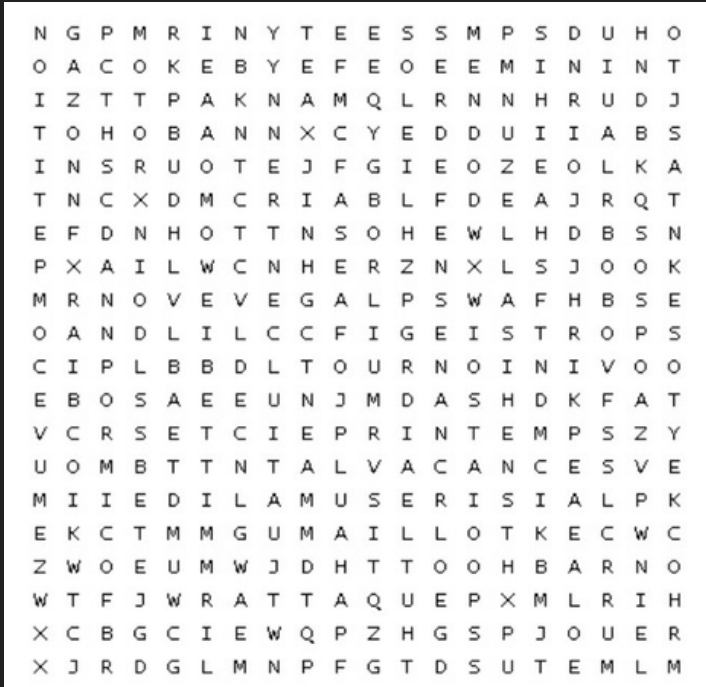 N G P M R I N Y T E E S S M P S D U H O
O A C O K E B Y E F E O E E M I N I N T
I Z T T P A K N A M Q L R N N H R U D J
T O H O B A N N X C Y E D D U I I A B S
I N S R U O T E J F G I E O Z E O L K A
T N C X D M C R I A B L F D E A J R Q T
E F D N H O T T N S O H E W L H D B S N
P X A I L W C N H E R Z N X L S J O O K
M R N O V E V E G A L P S W A F H B S E
O A N D L I L C C F I G E I S T R O P S
C I P L B B D L T O U R N O I N I V O O
E B O S A E E U N J M D A S H D K F A T
V C R S E T C I E P R I N T E M P S Z Y
U O M B T T N T A L V A C A N C E S V E
M I I E D I L A M U S E R I S I A L P K
E K C T M M G U M A I L L O T K E C W C
Z W O E U M W J D H T T O O H B A R N O
W T F J W R A T T A Q U E P X M L R I H
X C B G C I E W Q P Z H G S P J O U E R
X J R D G L M N P F G T D S U T E M L M